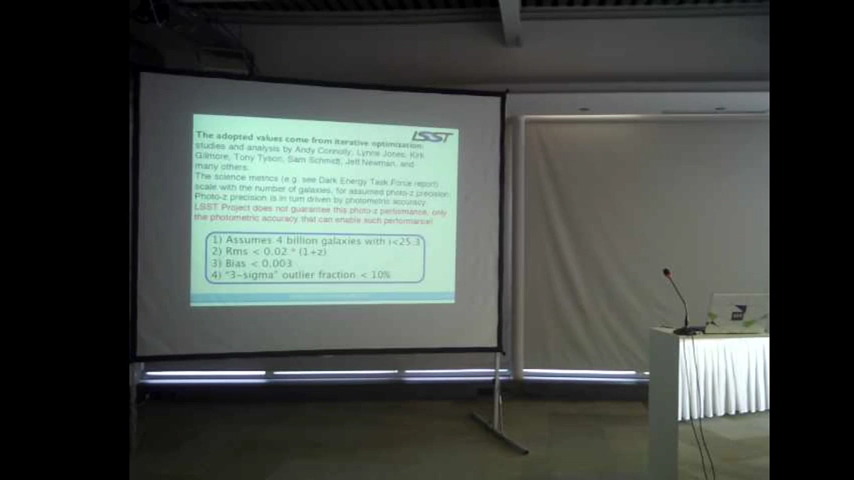 LSST
The adopted values come from iterative optimization:
studies and analysis by Andy Connolly, Lynne Jones, Kirk
Gilmore, Tony Tyson, Sam Schmidt, Jeff Newman, and
many others.
The science metrics (e.g. see Dark Energy Task Force report)
scale with the number of galaxies, for assumed photo-z precision.
Photo-z precision is in turn driven by photometric accuracy.
LSST Project does not guarantee this photo-z performance, only
the photometric accuracy that can enable such performance!
1) Assumes 4 billion galaxies with i<25.3
2) Rms < 0.02 * (1+z)
3) Bias < 0.003
4) "3-sigma" outlier fraction < 10%